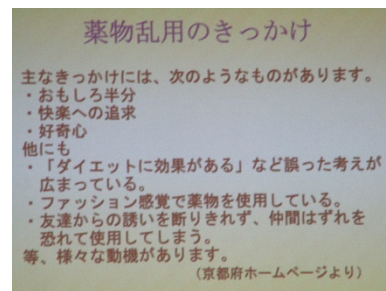 薬物乱用のきっかけ
主なきっかけには、次のようなものがあります。
・おもしろ半分
・快楽への追求
・好奇心
他にも
・「ダイエットに効果がある」など誤った考えが
広まっている。
・ファッション感覚で薬物を使用している。
・友達からの誘いを断りきれず、仲間はずれを
恐れて使用してしまう。
等、様々な動機があります。
（京都府ホームページより）